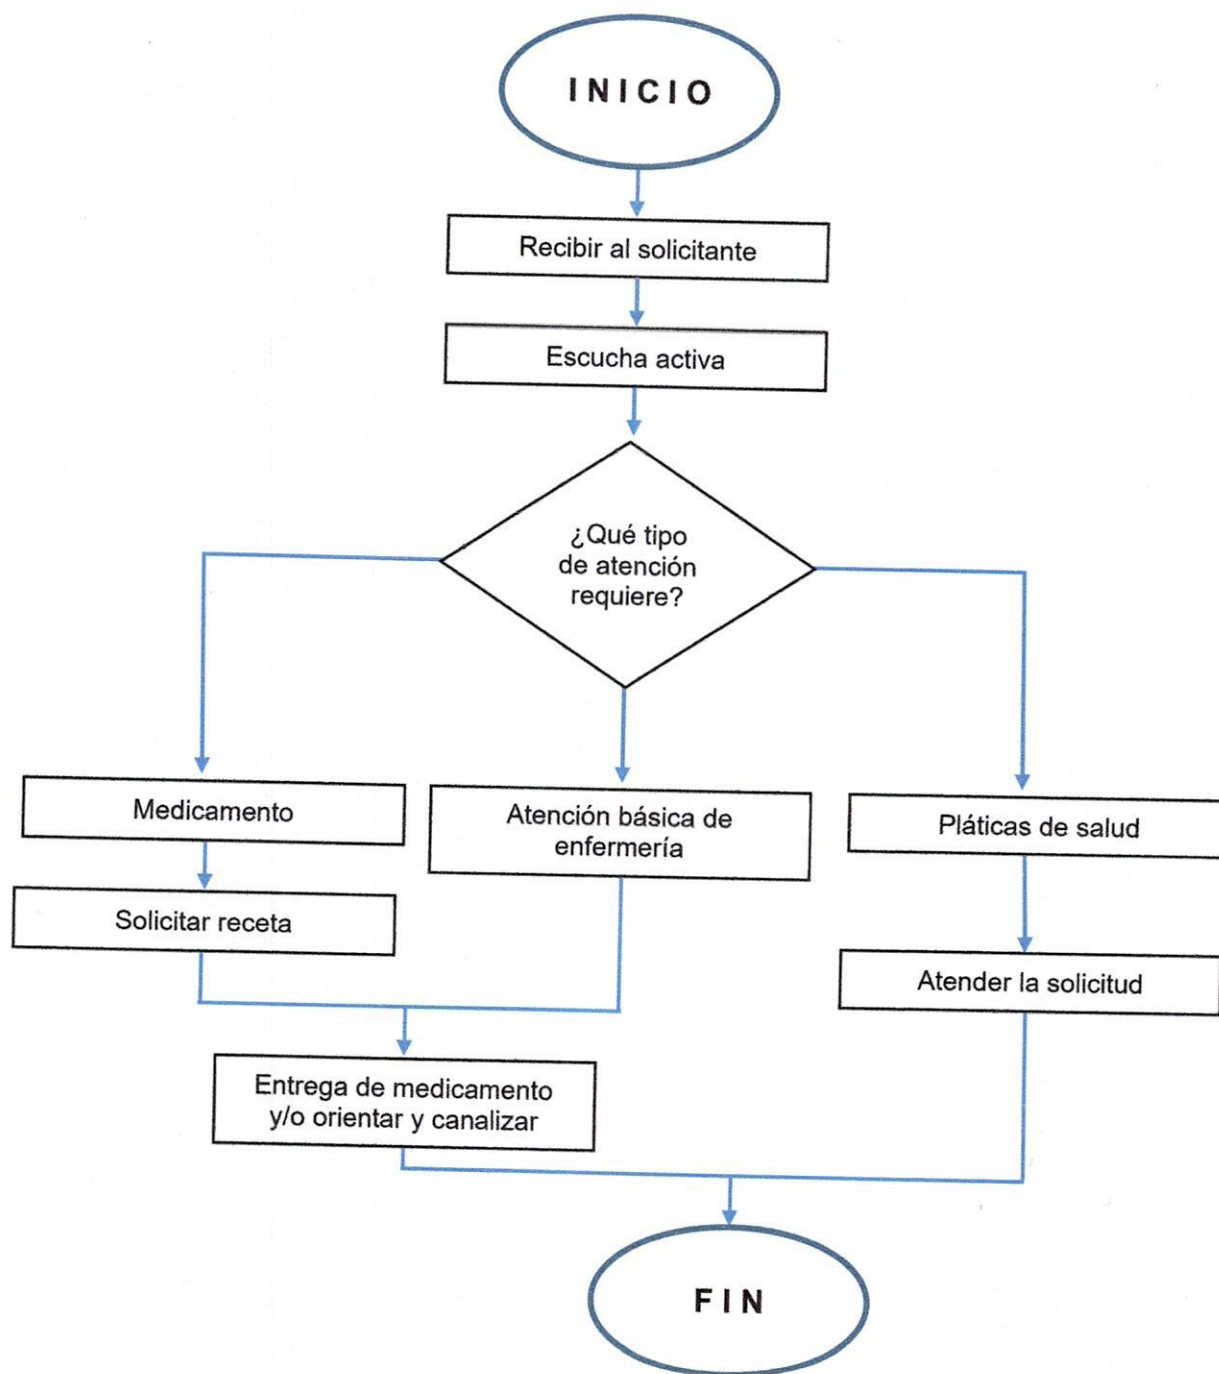 INICIO
Recibir al solicitante
Escucha activa
¿Qué tipo
de atención
requiere?
Medicamento
Atención básica de
enfermería
Pláticas de salud
Solicitar receta
Atender la solicitud
Entrega de medicamento
y/o orientar y canalizar
FIN